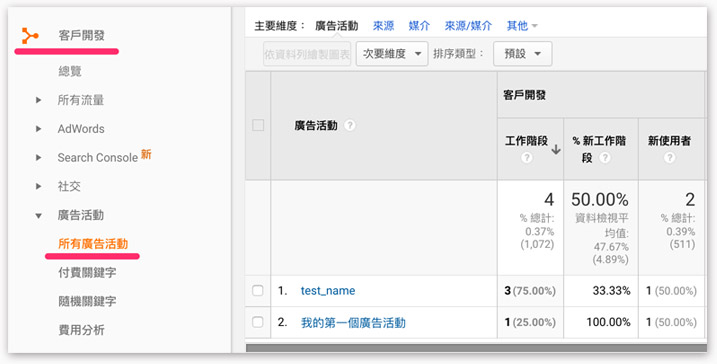 客戶開發
總覽
所有流量
AdWords
Search Console 新
社交
廣告活動
所有廣告活動
付費關鍵字
隨機關鍵字
費用分析
主要維度： 廣告活動 來源 媒介 來源/媒介 其他
依資料列繪製圖表 次要維度 排序類型： 預設
廣告活動 ?
客戶開發
工作階段 ?
% 新工作階
段 ?
新使用者
?
4
% 總計:
0.37%
(1,072)
50.00%
資料檢視平
均值:
47.67%
(4.89%)
2
% 總計:
0.39%
(511)
1. test_name 3 (75.00%) 33.33% 1 (50.00%)
2. 我的第一個廣告活動 1 (25.00%) 100.00% 1 (50.00%)